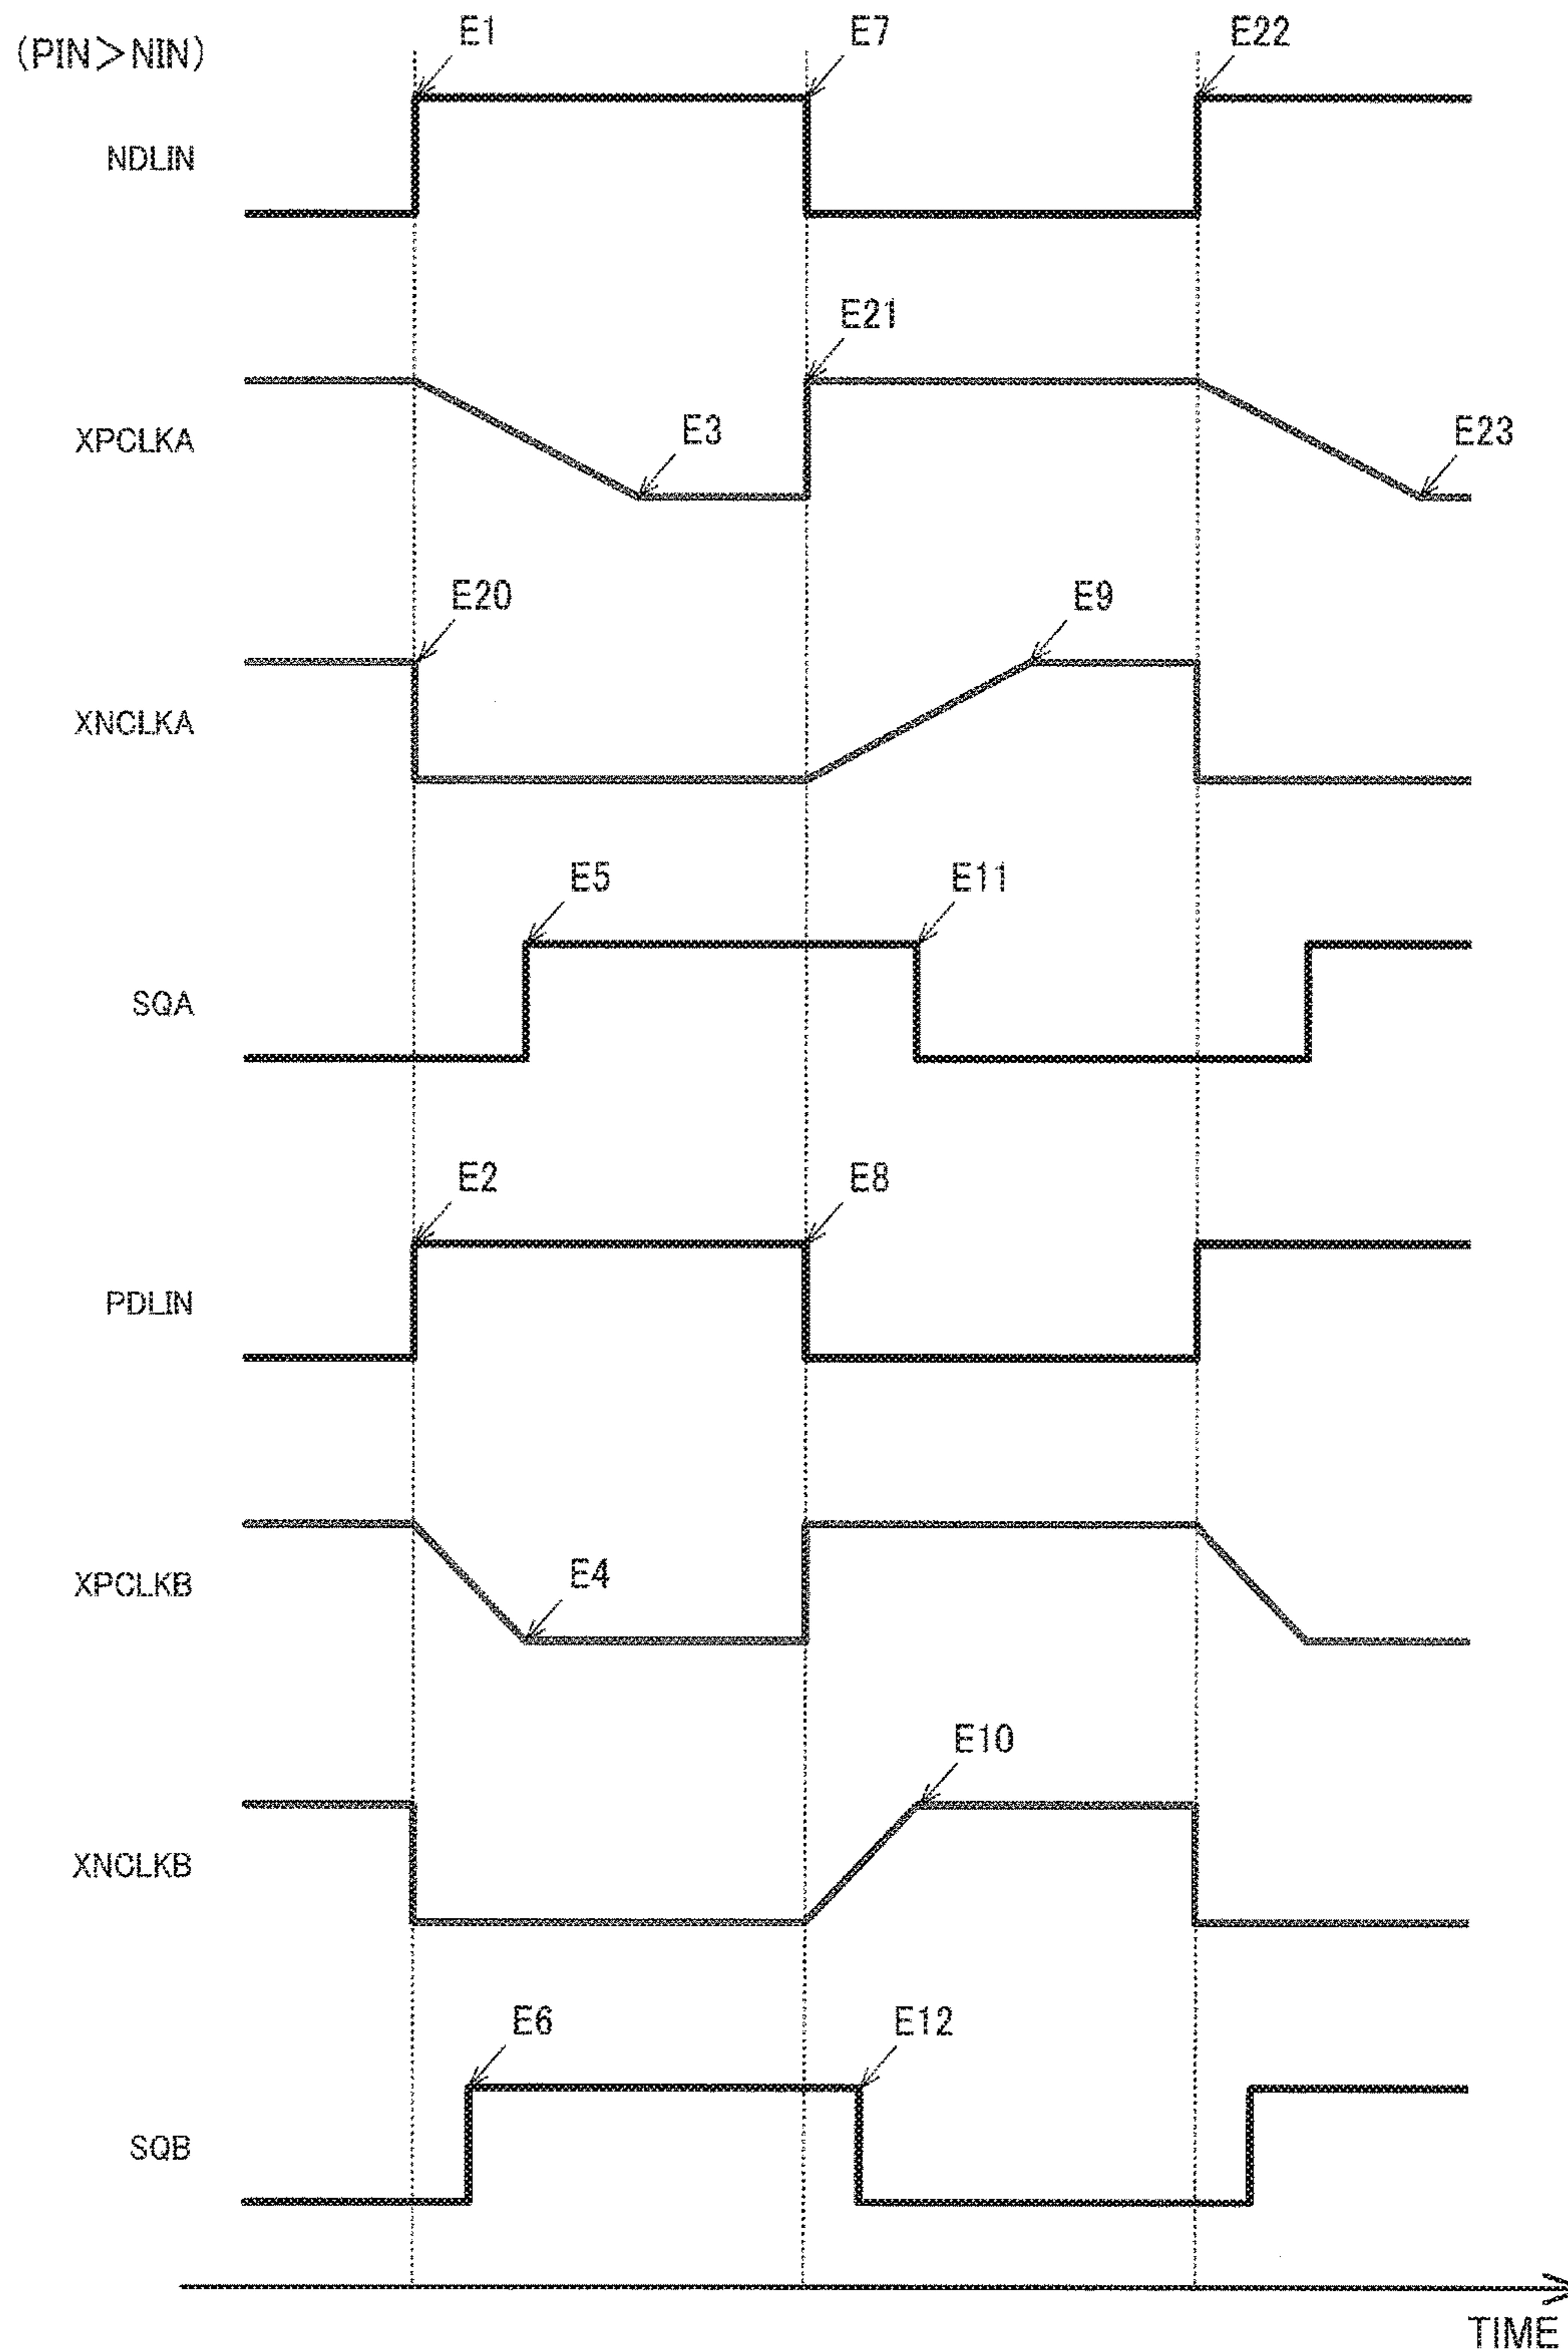 (PIN>NIN)
E1
E7
E22
NDLIN
E21
XPCLKA
E3
E23
E20
E9
XNCLKA
E5
E11
SQA
E2
E8
PDLIN
XPCLKB
E4
E10
XNCLKB
E6
E12
SQB
TIME